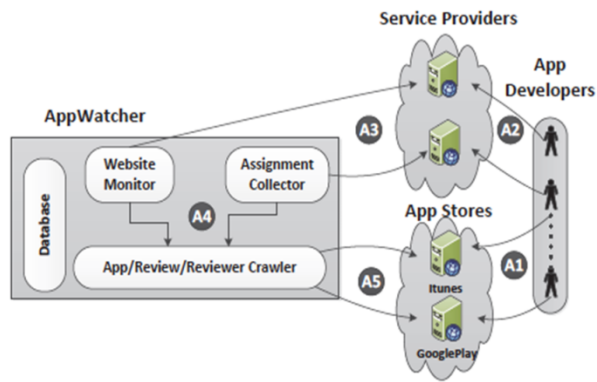 Service Providers
App
Developers
AppWatcher
A3
A2
Website
Monitor
Assignment
Collector
Database
A4
App Stores
App/Review/Reviewer Crawler
A5
A1
Itunes
GooglePlay